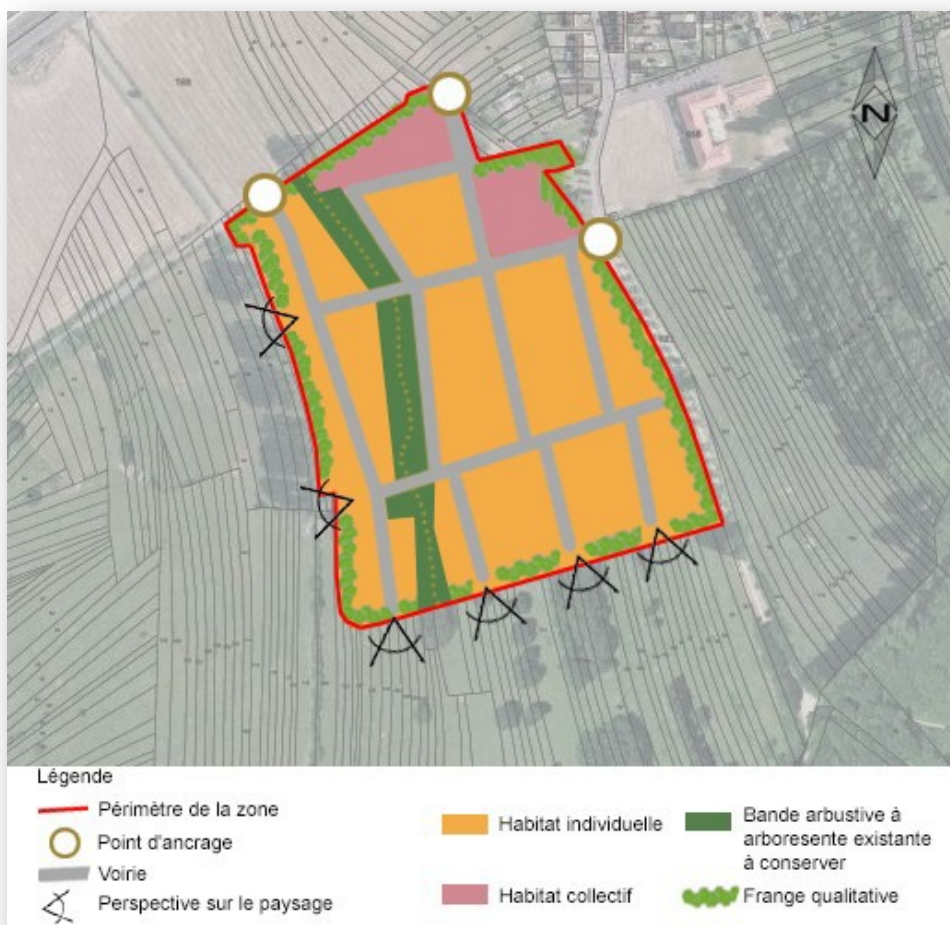 N
Légende
Périmètre de la zone
Point d'ancrage
Voirie
Perspective sur le paysage
Habitat individuelle
Habitat collectif
Bande arbustive à
arboresente existante
à conserver
Frange qualitative